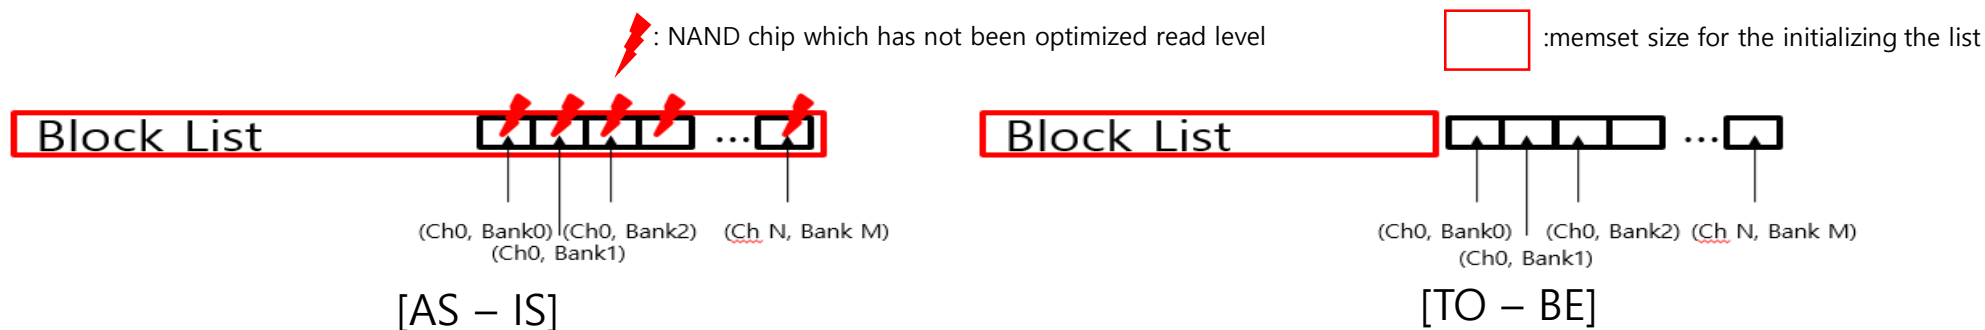 : NAND chip which has not been optimized read level
:memset size for the initializing the list
Block List
...
(Ch0, Bank0) (Ch0, Bank2) (Ch N, Bank M)
(Ch0, Bank1)
[AS – IS]
Block List
...
(Ch0, Bank0) (Ch0, Bank2) (Ch N, Bank M)
(Ch0, Bank1)
[TO – BE]